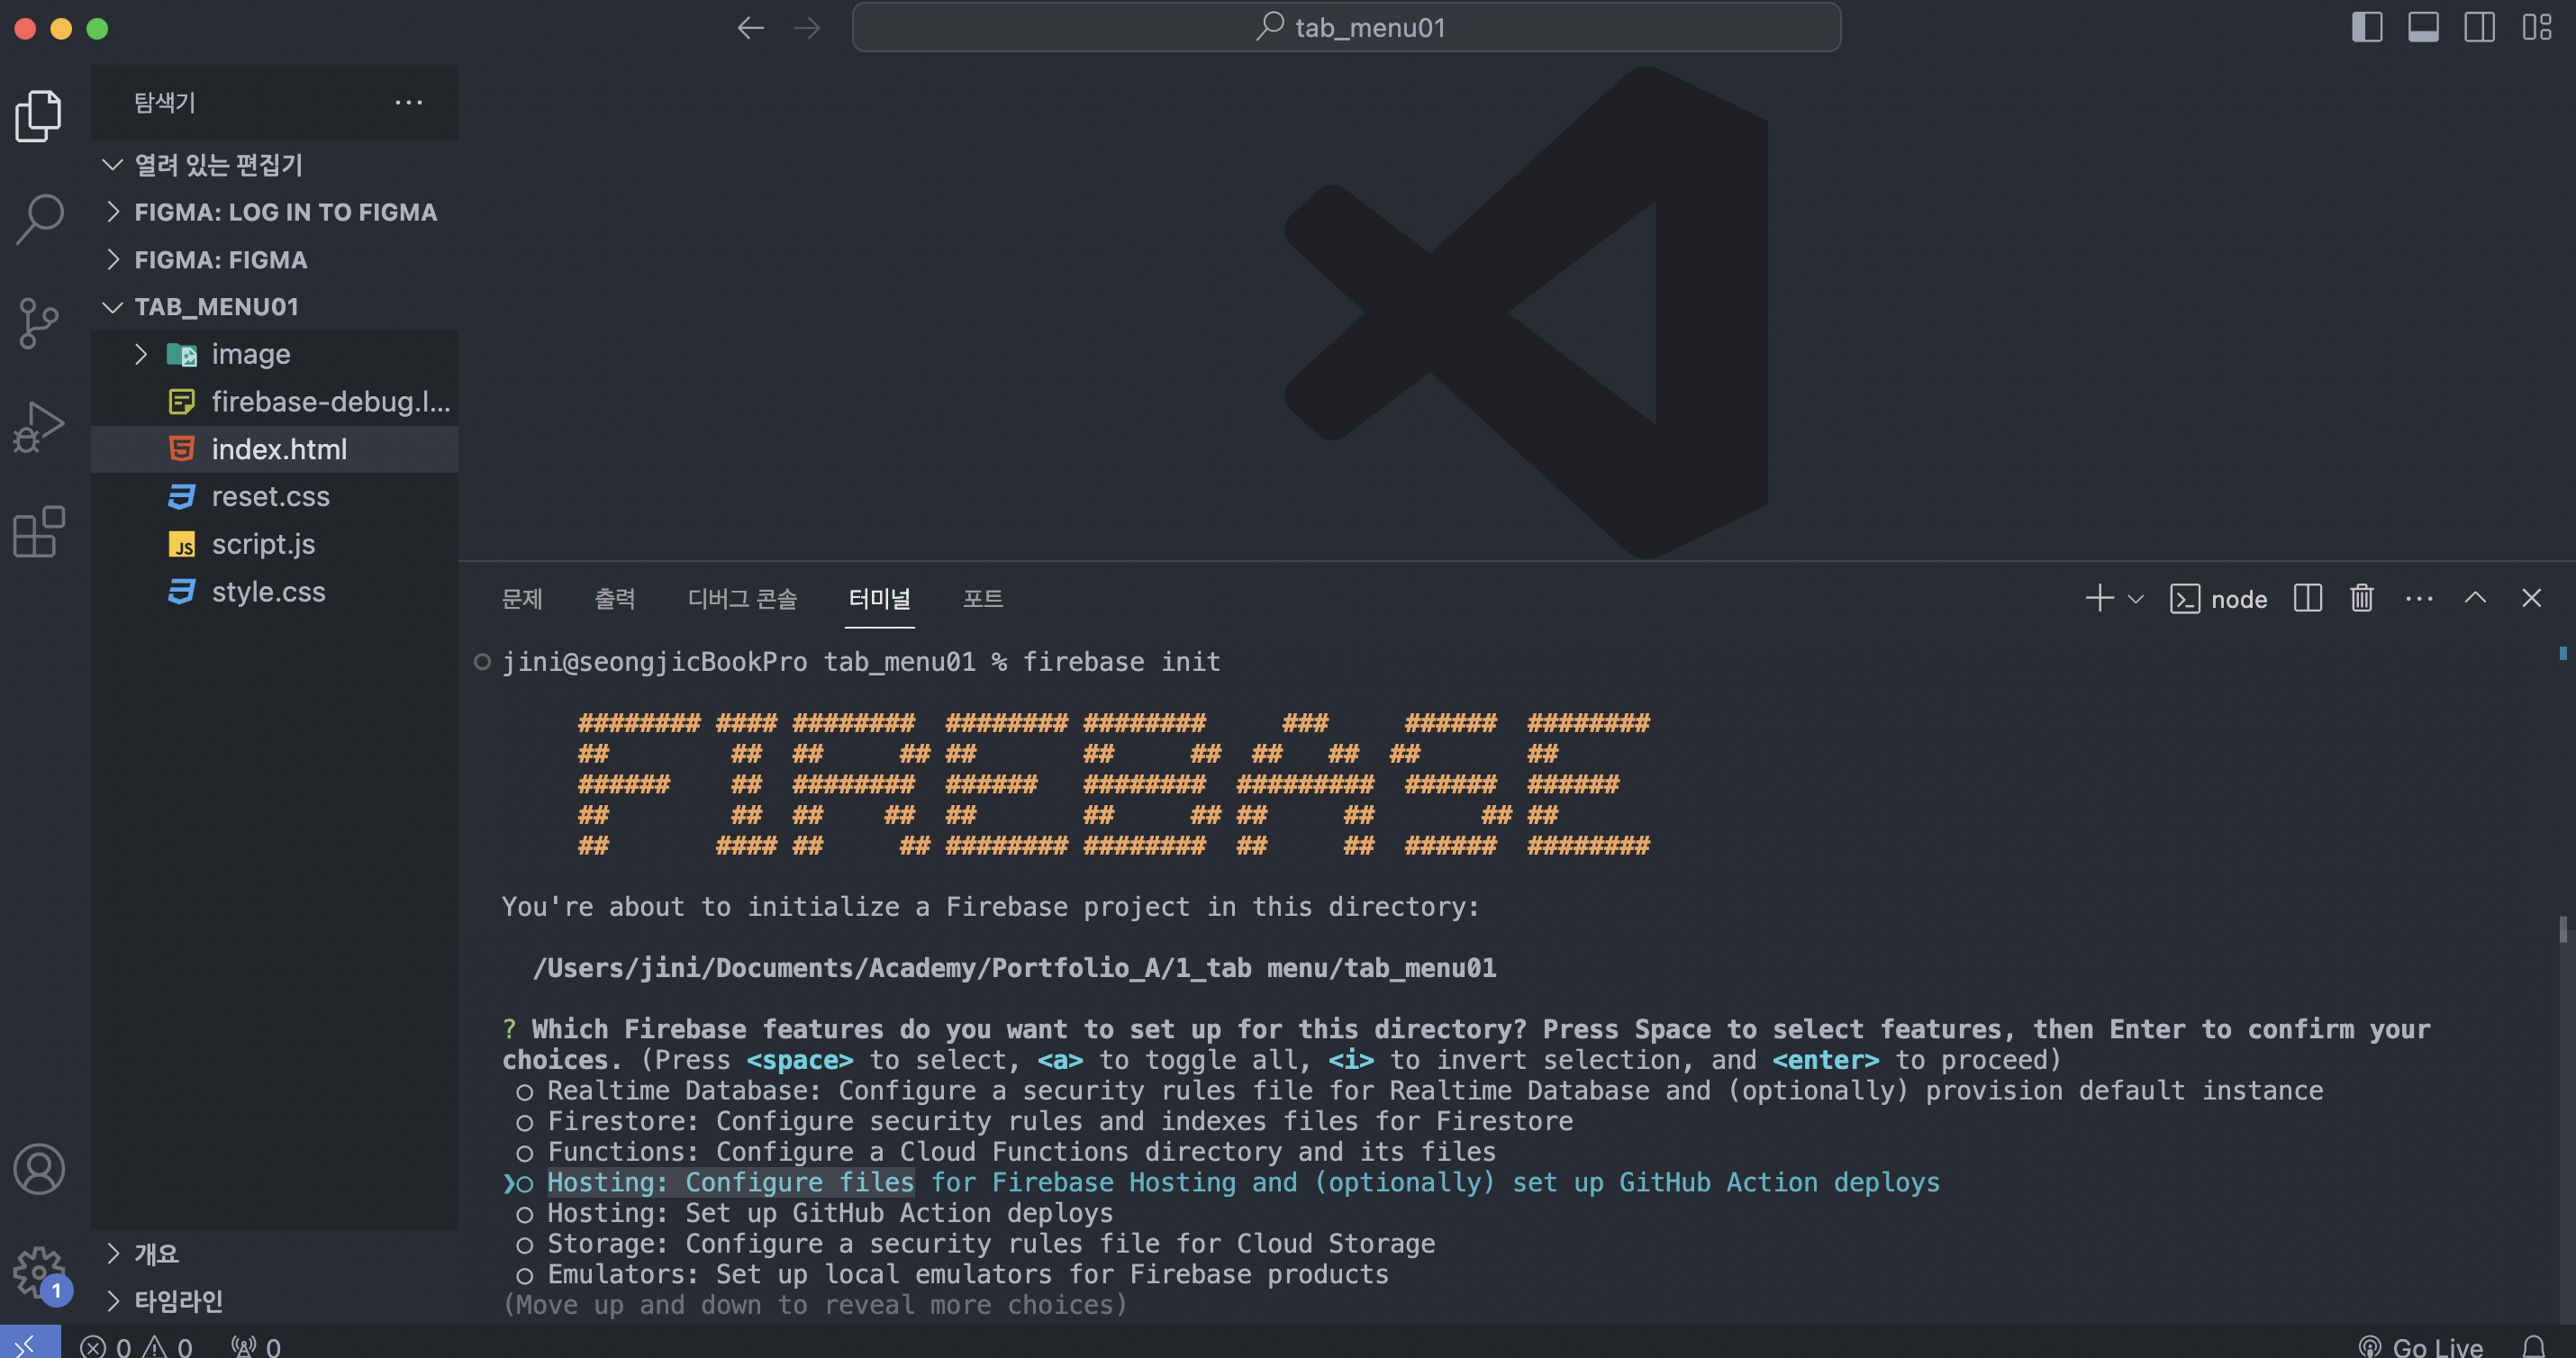 tab_menu01
탐색기
열려 있는 편집기
FIGMA: LOG IN TO FIGMA
FIGMA: FIGMA
TAB_MENU01
image
firebase-debug.l...
index.html
reset.css
JS script.js
style.css
개요
타임라인
1
문제 출력 디버그 콘솔 터미널 포트
node
jini@seongjicBookPro tab_menu01 % firebase init
######## #### ########  ######## ########     ###     ######  ########
##        ##  ##     ## ##       ##     ##  ##   ##  ##       ##
######    ##  ########  ######   ########  #########  ######  ######
##        ##  ##    ##  ##       ##     ## ##     ##       ## ##
##       #### ##     ## ######## ########  ##     ##  ######  ########
You're about to initialize a Firebase project in this directory:
/Users/jini/Documents/Academy/Portfolio_A/1_tab menu/tab_menu01
? Which Firebase features do you want to set up for this directory? Press Space to select features, then Enter to confirm your
choices. (Press <space> to select, <a> to toggle all, <i> to invert selection, and <enter> to proceed)
○ Realtime Database: Configure a security rules file for Realtime Database and (optionally) provision default instance
○ Firestore: Configure security rules and indexes files for Firestore
○ Functions: Configure a Cloud Functions directory and its files
❯○ Hosting: Configure files for Firebase Hosting and (optionally) set up GitHub Action deploys
○ Hosting: Set up GitHub Action deploys
○ Storage: Configure a security rules file for Cloud Storage
○ Emulators: Set up local emulators for Firebase products
(Move up and down to reveal more choices)
0 0 0
Go Live